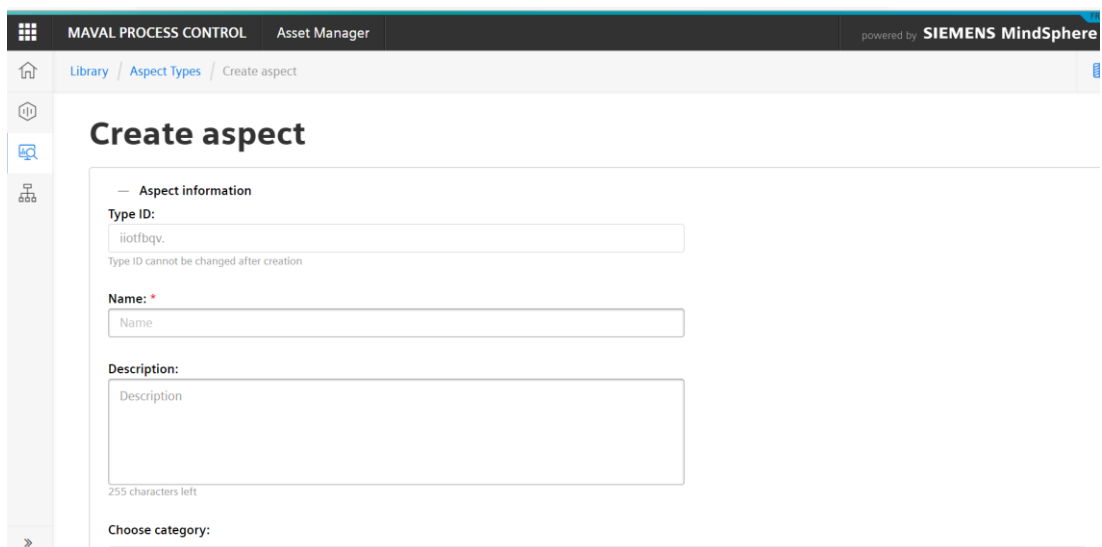 MAVAL PROCESS CONTROL Asset Manager powered by SIEMENS MindSphere
Library / Aspect Types / Create aspect
Create aspect
— Aspect information
Type ID:
iiotfbqv.
Type ID cannot be changed after creation
Name: *
Name
Description:
Description
255 characters left
Choose category:
»